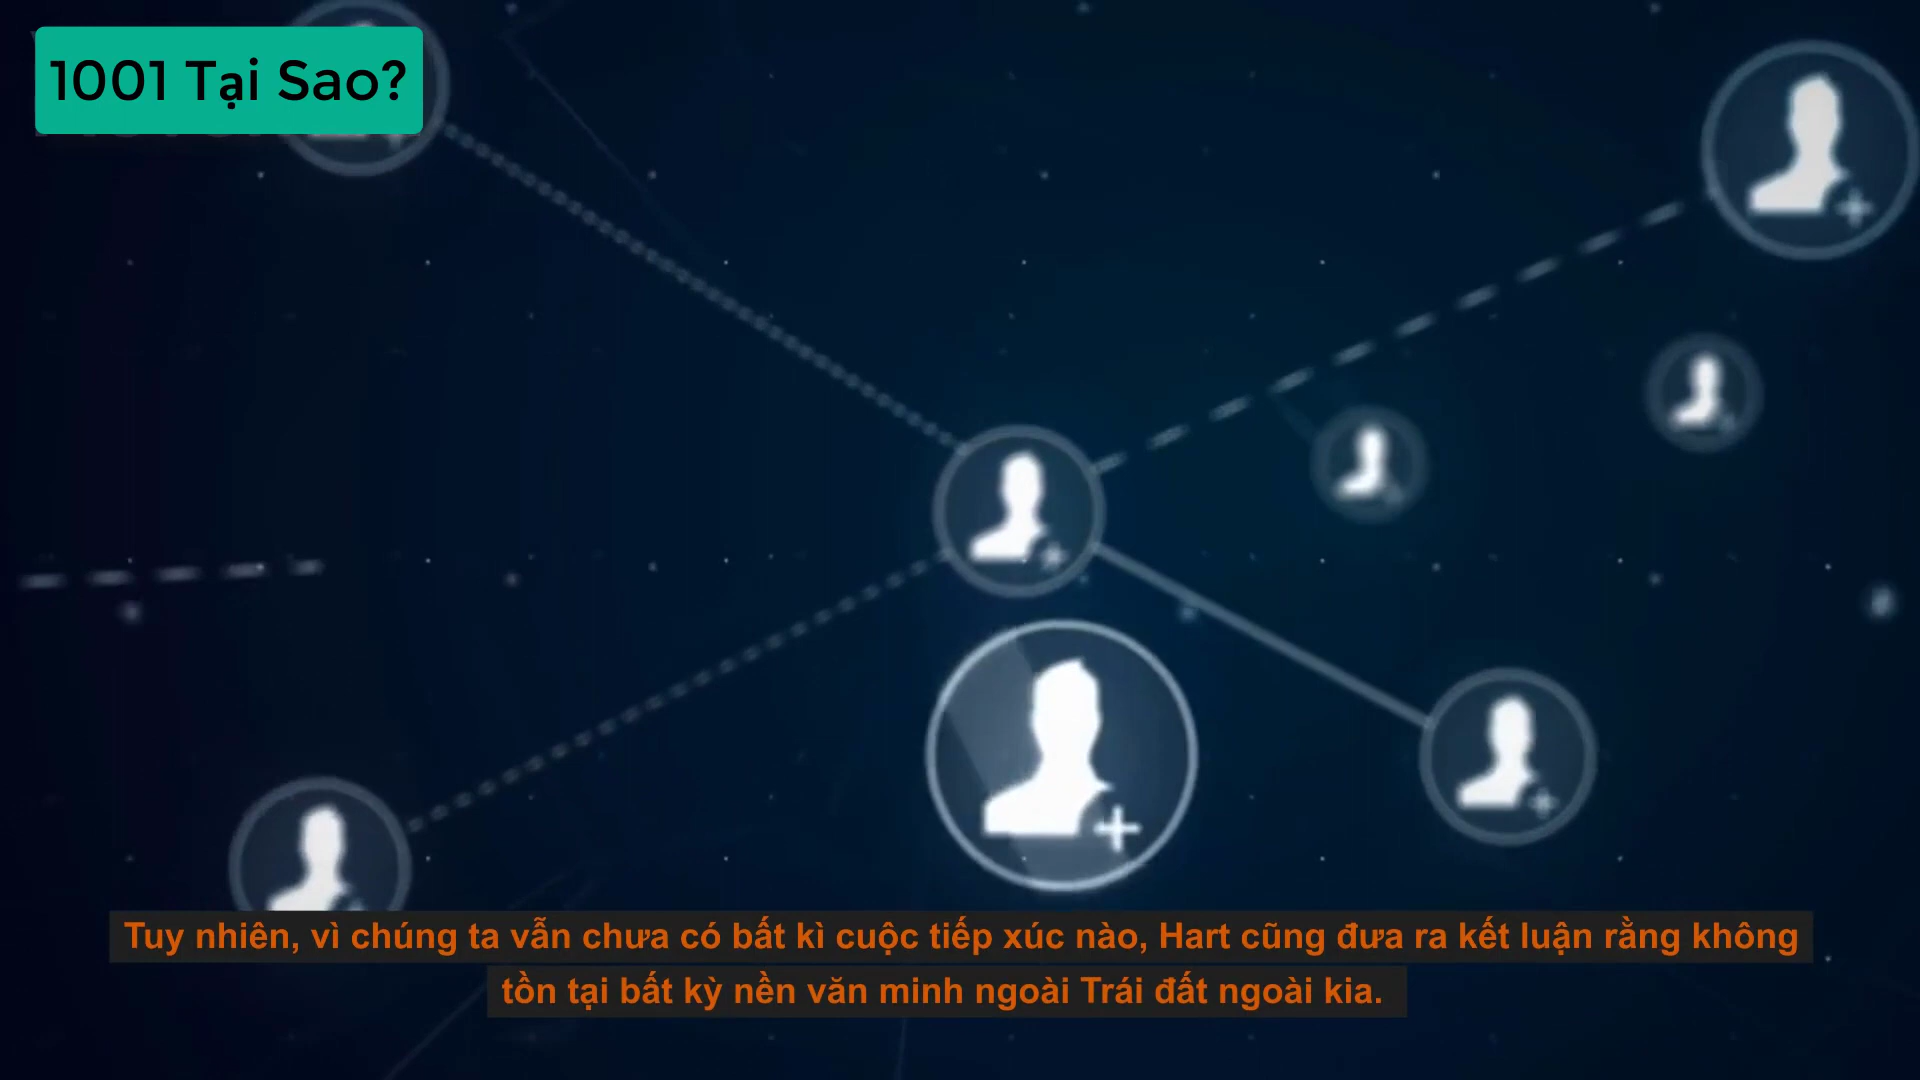 1001 Tại Sao?
Tuy nhiên, vì chúng ta vẫn chưa có bất kì cuộc tiếp xúc nào, Hart cũng đưa ra kết luận rằng không
tồn tại bất kỳ nền văn minh ngoài Trái đất ngoài kia.